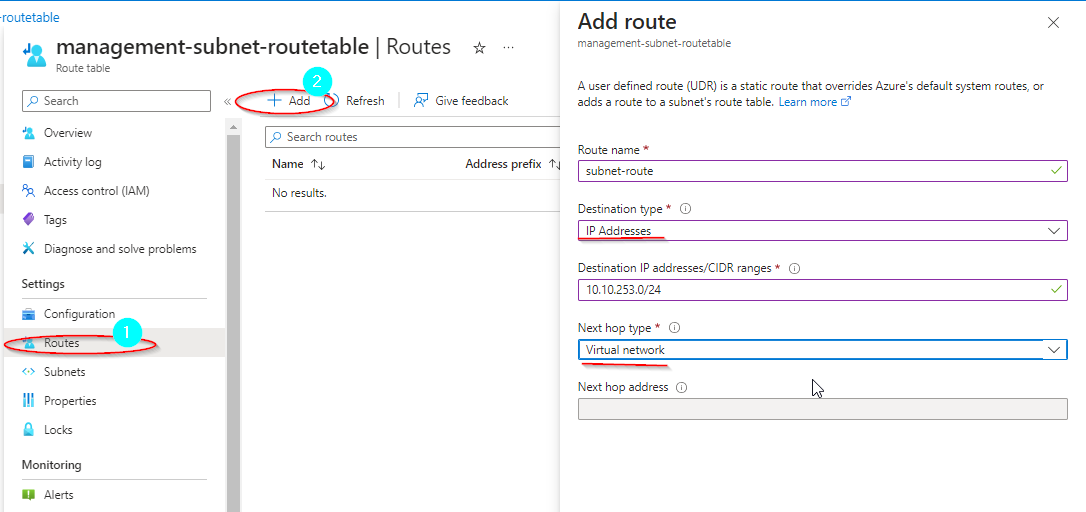 -routetable
management-subnet-routetable | Routes
Route table
Search
Overview
Activity log
Access control (IAM)
Tags
Diagnose and solve problems
Settings
Configuration
1
Routes
Subnets
Properties
Locks
Monitoring
Alerts
2
Add
Refresh
Give feedback
Search routes
Name
Address prefix
No results.
Add route
management-subnet-routetable
A user defined route (UDR) is a static route that overrides Azure's default system routes, or
adds a route to a subnet's route table. Learn more
Route name *
subnet-route
Destination type *
IP Addresses
Destination IP addresses/CIDR ranges *
10.10.253.0/24
Next hop type *
Virtual network
Next hop address